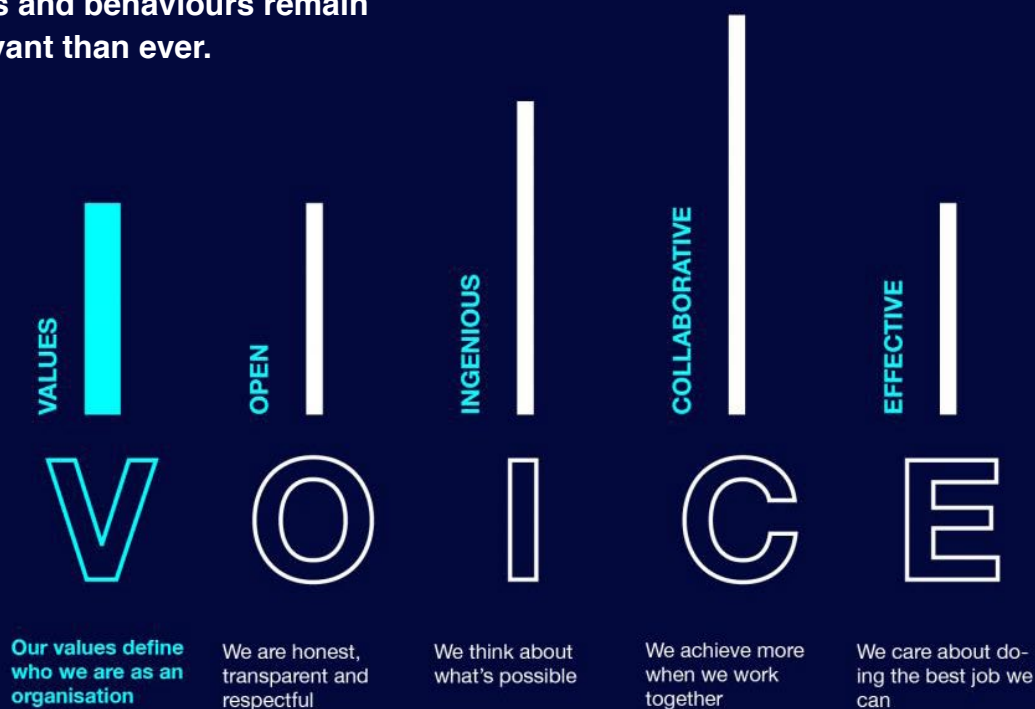 s and behaviours remain
vant than ever.
VALUES
OPEN
INGENIOUS
COLLABORATIVE
EFFECTIVE
V O I C E
Our values define
who we are as an
organisation
We are honest,
transparent and
respectful
We think about
what's possible
We achieve more
when we work
together
We care about do-
ing the best job we
can